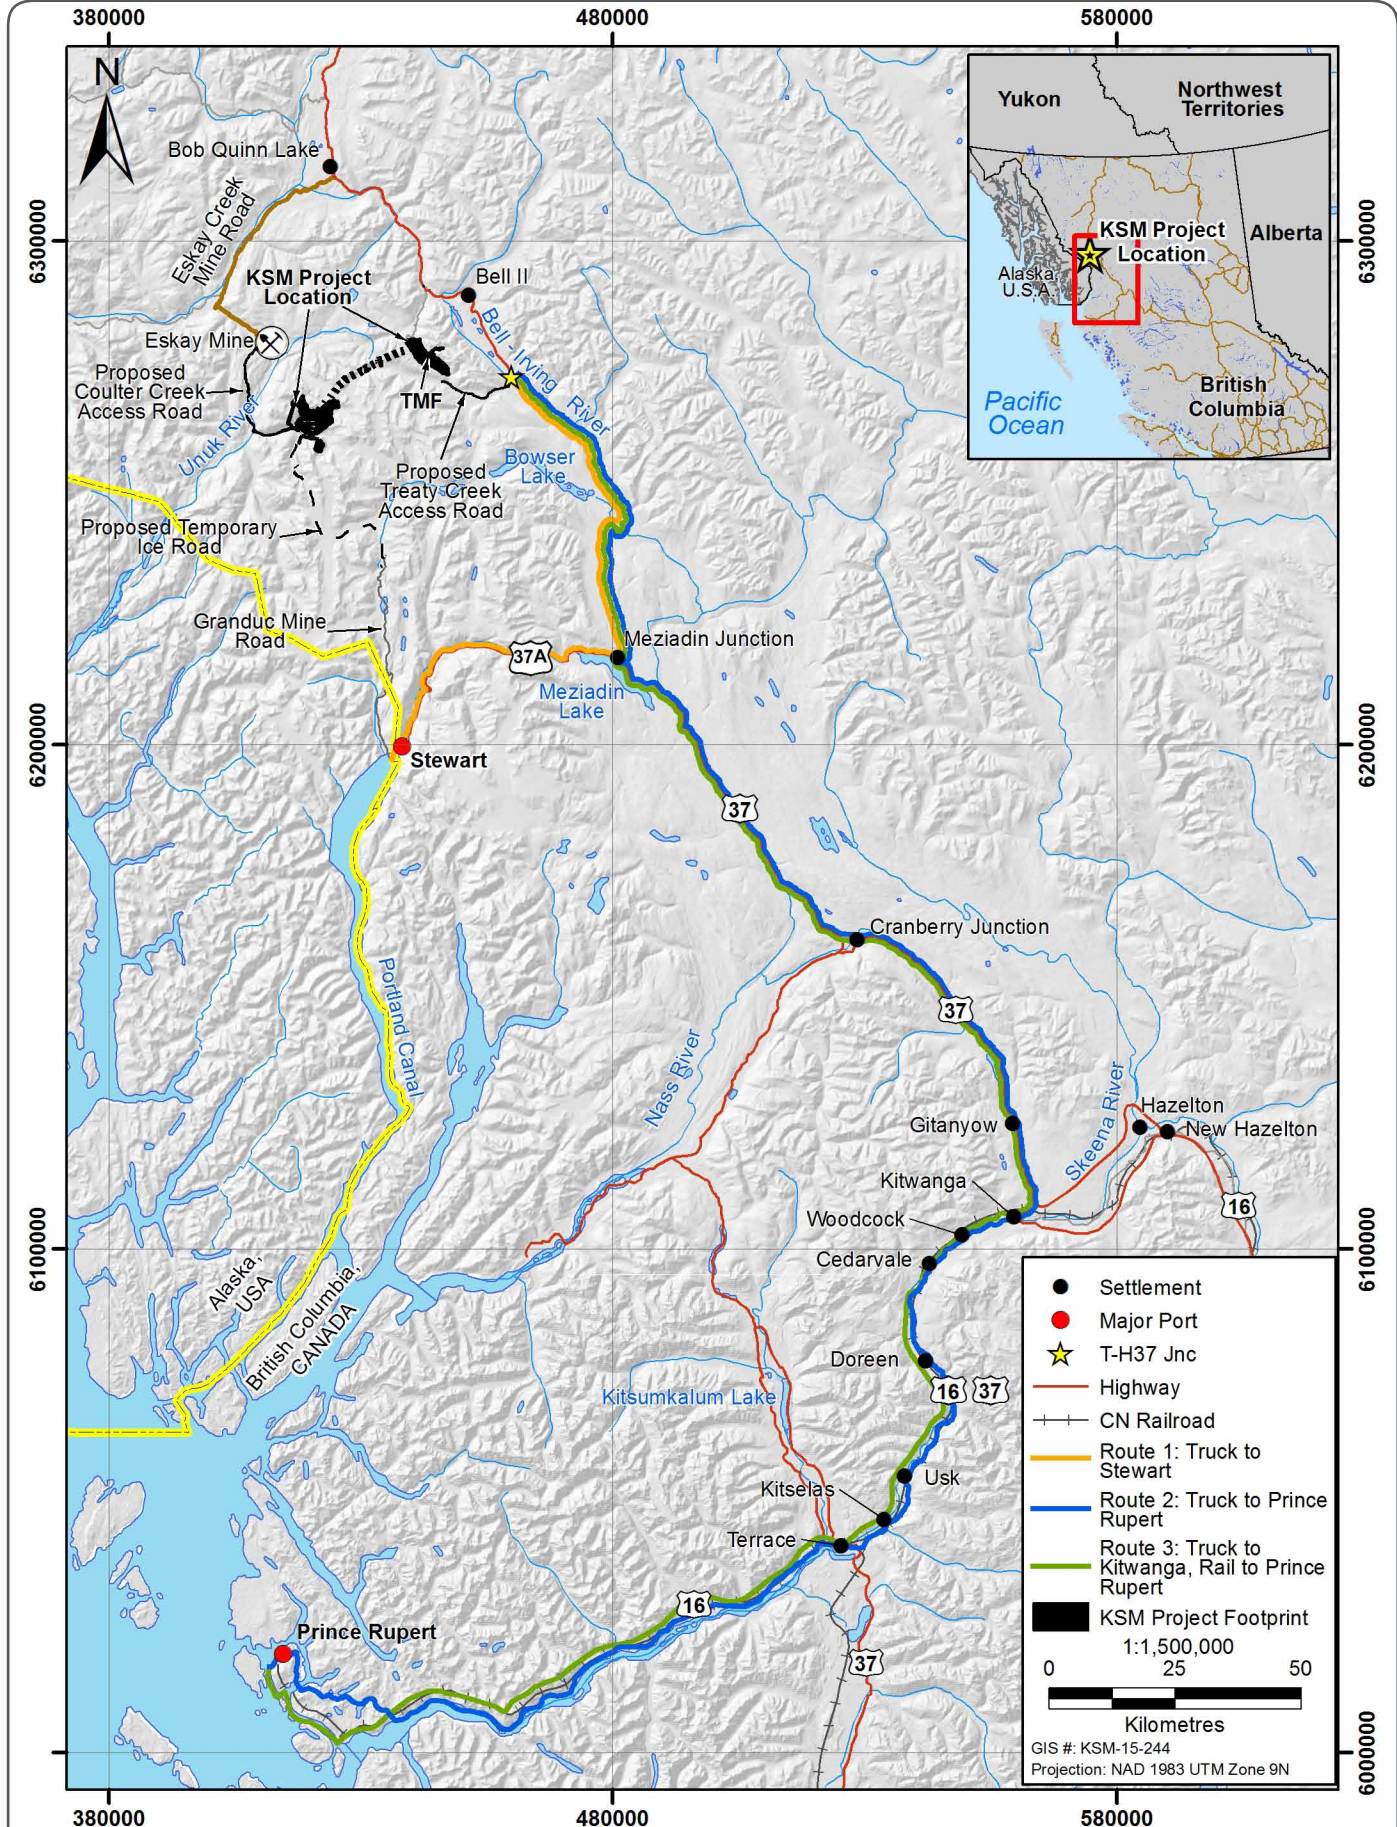 380000
480000
580000
N
Yukon
Northwest
Territories
Bob Quinn Lake
Eskay Creek
Mine Road
6300000
6300000
KSM Project
Location
Alberta
Alaska,
U.S.A.
KSM Project
Location
Bell II
Bell - Irving River
Eskay Mine
Proposed
Coulter Creek
Access Road
TMF
British
Columbia
Pacific
Ocean
Unuk River
Bowser
Lake
Proposed
Treaty Creek
Access Road
Proposed Temporary
Ice Road
Granduc Mine
Road
37A
Meziadin Junction
Meziadin
Lake
6200000
6200000
Stewart
37
Cranberry Junction
Portland Canal
37
Nass River
Skeena River
Hazelton
New Hazelton
Gitanyow
Kitwanga
16
Woodcock
6100000
6100000
Cedarvale
Alaska,
USA
British Columbia,
CANADA
Doreen
16
37
Kitsumkalum Lake
Usk
Kitselas
Terrace
16
Prince Rupert
37
Settlement
Major Port
T-H37 Jnc
Highway
CN Railroad
Route 1: Truck to
Stewart
Route 2: Truck to Prince
Rupert
Route 3: Truck to
Kitwanga, Rail to Prince
Rupert
KSM Project Footprint
1:1,500,000
0
25
50
Kilometres
GIS #: KSM-15-244
Projection: NAD 1983 UTM Zone 9N
6000000
380000
480000
580000